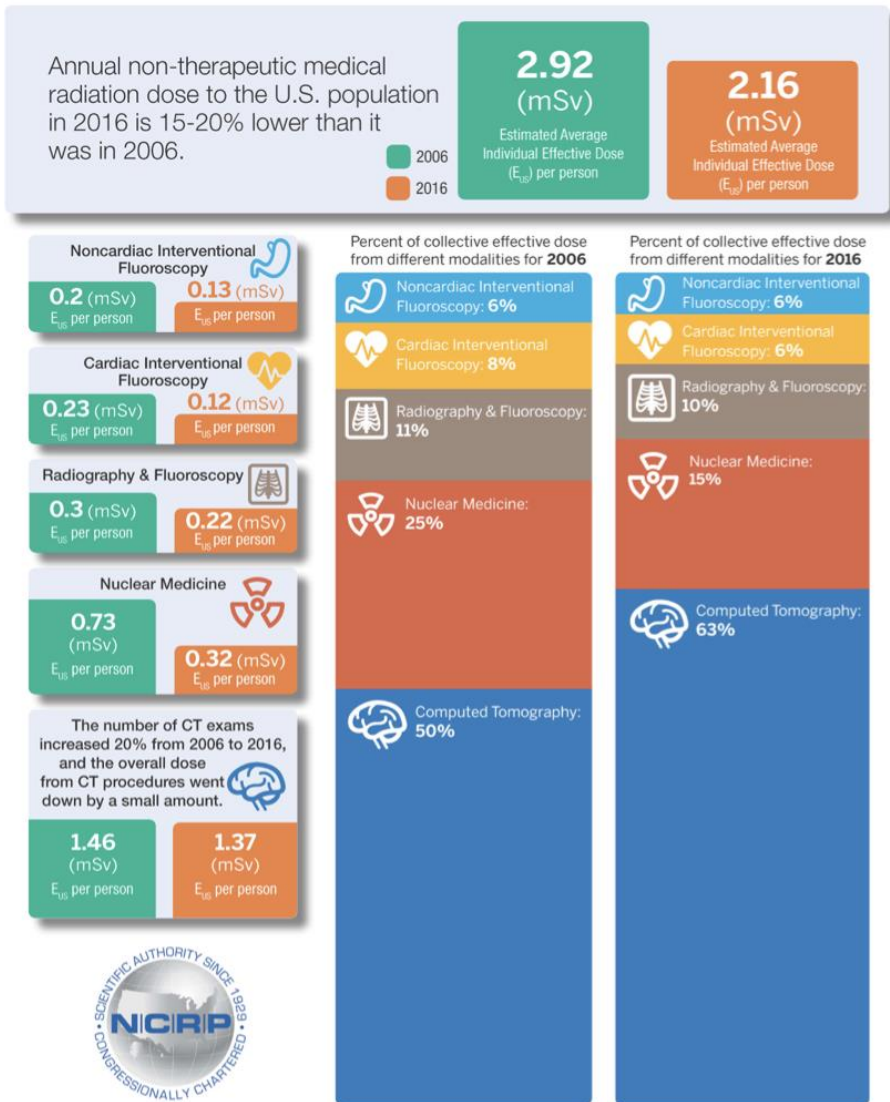 Annual non-therapeutic medical
radiation dose to the U.S. population
in 2016 is 15-20% lower than it
was in 2006.
2006
2016
2.92
(mSv)
Estimated Average
Individual Effective Dose
(EUS) per person
2.16
(mSv)
Estimated Average
Individual Effective Dose
(EUS) per person
Noncardiac Interventional
Fluoroscopy
0.2 (mSv)
EUS per person
0.13 (mSv)
EUS per person
Cardiac Interventional
Fluoroscopy
0.23 (mSv)
EUS per person
0.12 (mSv)
EUS per person
Radiography & Fluoroscopy
0.3 (mSv)
EUS per person
0.22 (mSv)
EUS per person
Nuclear Medicine
0.73
(mSv)
EUS per person
0.32 (mSv)
EUS per person
The number of CT exams
increased 20% from 2006 to 2016,
and the overall dose
from CT procedures went
down by a small amount.
1.46
(mSv)
EUS per person
1.37
(mSv)
EUS per person
SCIENTIFIC AUTHORITY SINCE 1929
NCRP
CONGRESSIONALLY CHARTERED
Percent of collective effective dose
from different modalities for 2006
Noncardiac Interventional
Fluoroscopy: 6%
Cardiac Interventional
Fluoroscopy: 8%
Radiography & Fluoroscopy:
11%
Nuclear Medicine:
25%
Computed Tomography:
50%
Percent of collective effective dose
from different modalities for 2016
Noncardiac Interventional
Fluoroscopy: 6%
Cardiac Interventional
Fluoroscopy: 6%
Radiography & Fluoroscopy:
10%
Nuclear Medicine:
15%
Computed Tomography:
63%